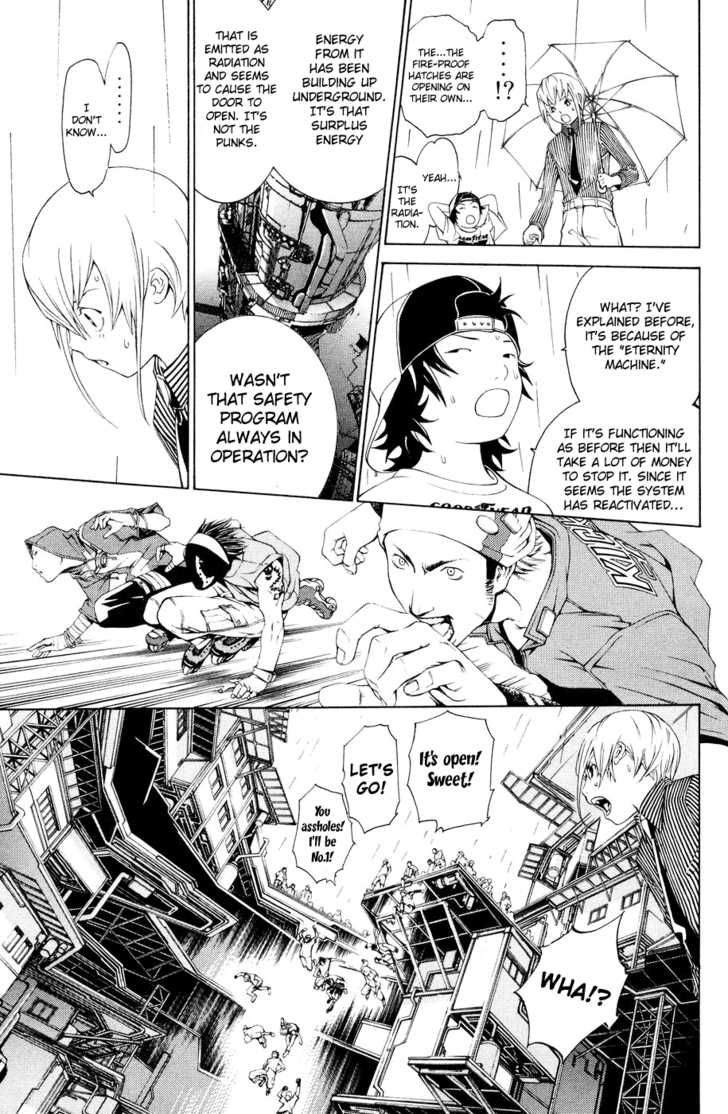 ....
!?
THE...THE
FIRE-PROOF
HATCHES ARE
OPENING ON
THEIR OWN...
YEAH...
IT'S
THE
RADIA-
TION.
ENERGY
FROM IT
HAS BEEN
BUILDING UP
UNDERGROUND.
IT'S THAT
SURPLUS
ENERGY
THAT IS
EMITTED AS
RADIATION
AND SEEMS
TO CAUSE THE
DOOR TO
OPEN. IT'S
NOT THE
PUNKS.
.....
I
DON'T
KNOW...
WHAT? I'VE
EXPLAINED BEFORE,
IT'S BECAUSE OF
THE "ETERNITY
MACHINE."
IF IT'S FUNCTIONING
AS BEFORE THEN IT'LL
TAKE A LOT OF MONEY
TO STOP IT. SINCE IT
SEEMS THE SYSTEM
HAS REACTIVATED...
WASN'T
THAT SAFETY
PROGRAM
ALWAYS IN
OPERATION?
It's open!
Sweet!
LET'S
GO!
You
assholes!
I'll be
No.1!
WHA!?